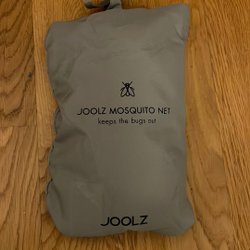 JOOLZ MOSQUITO NET
keeps the bugs out
JOOLZ